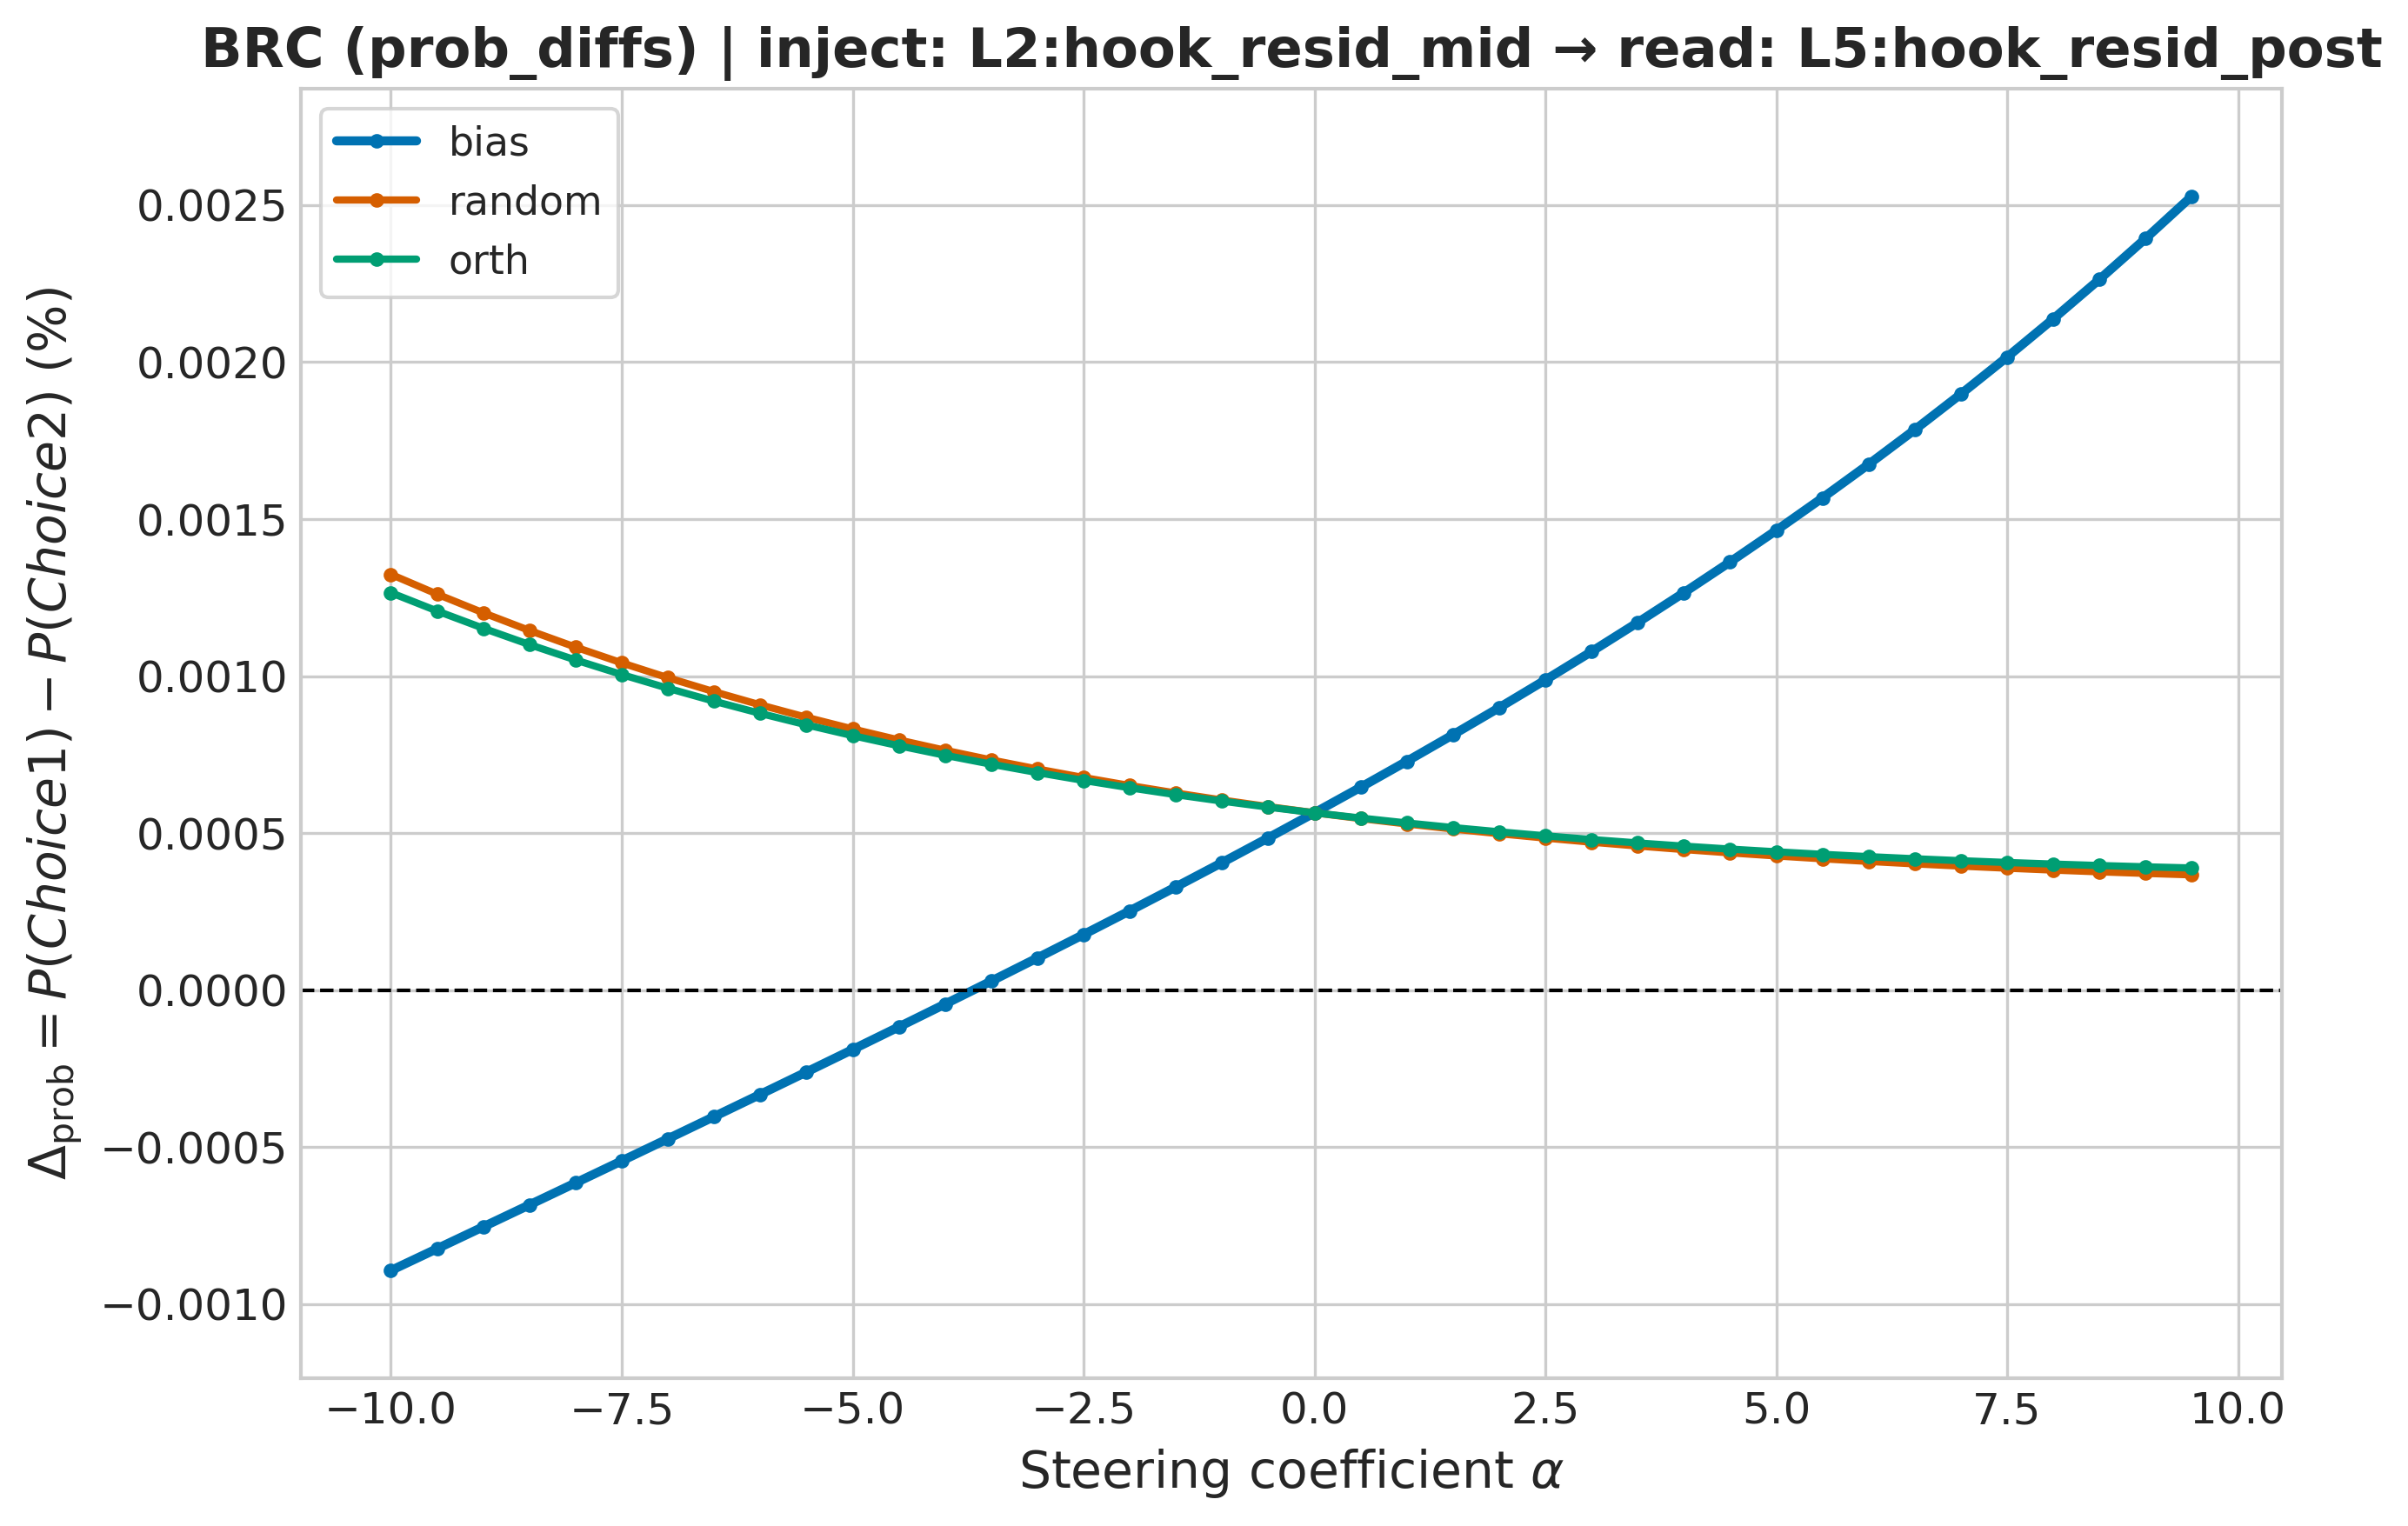 BRC (prob_diffs) | inject: L2:hook_resid_mid → read: L5:hook_resid_post
bias
random
orth
Δprob = P(Choice1) − P(Choice2) (%)
0.0025
0.0020
0.0015
0.0010
0.0005
0.0000
−0.0005
−0.0010
−10.0 −7.5 −5.0 −2.5 0.0 2.5 5.0 7.5 10.0
Steering coefficient α